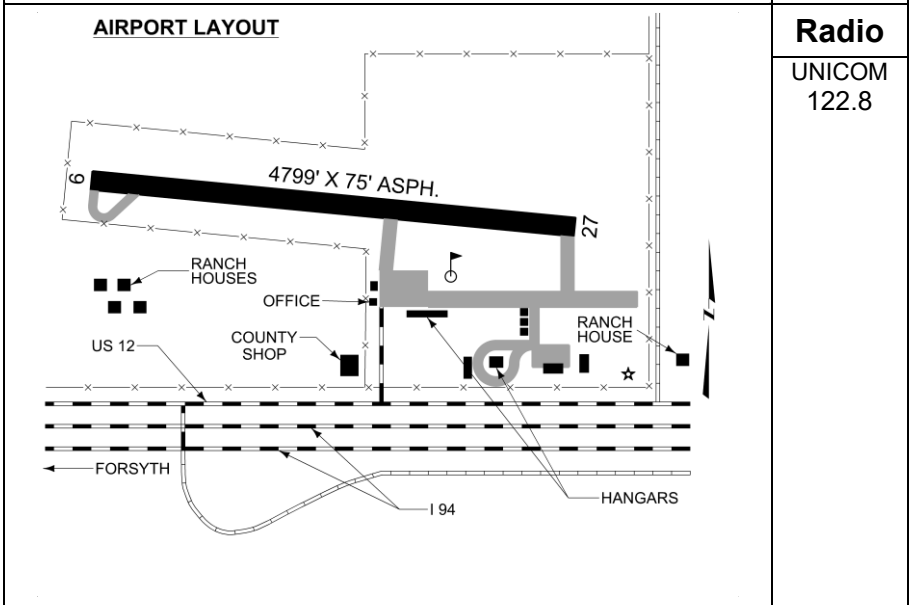 AIRPORT LAYOUT
Radio
UNICOM
122.8
4799' X 75' ASPH.
9
27
RANCH
HOUSES
OFFICE
RANCH
HOUSE
COUNTY
SHOP
US 12
N
FORSYTH
HANGARS
I 94